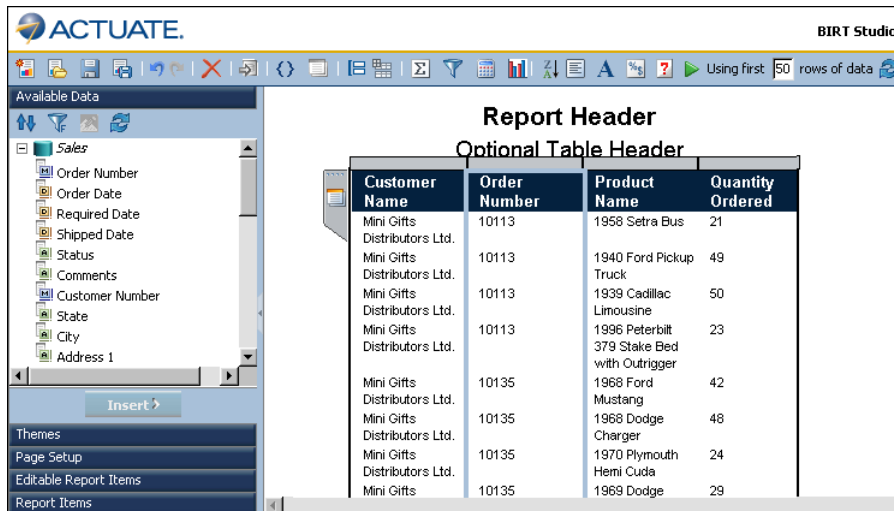 ACTUATE.
BIRT Studio
Using first 50 rows of data
Available Data
Sales
Order Number
Order Date
Required Date
Shipped Date
Status
Comments
Customer Number
State
City
Address 1
Insert
Themes
Page Setup
Editable Report Items
Report Items
Report Header
Optional Table Header
Customer Name Order Number Product Name Quantity Ordered
Mini Gifts Distributors Ltd. 10113 1958 Setra Bus 21
Mini Gifts Distributors Ltd. 10113 1940 Ford Pickup Truck 49
Mini Gifts Distributors Ltd. 10113 1939 Cadillac Limousine 50
Mini Gifts Distributors Ltd. 10113 1996 Peterbilt 379 Stake Bed with Outrigger 23
Mini Gifts Distributors Ltd. 10135 1968 Ford Mustang 42
Mini Gifts Distributors Ltd. 10135 1968 Dodge Charger 48
Mini Gifts Distributors Ltd. 10135 1970 Plymouth Hemi Cuda 24
Mini Gifts 10135 1969 Dodge 29